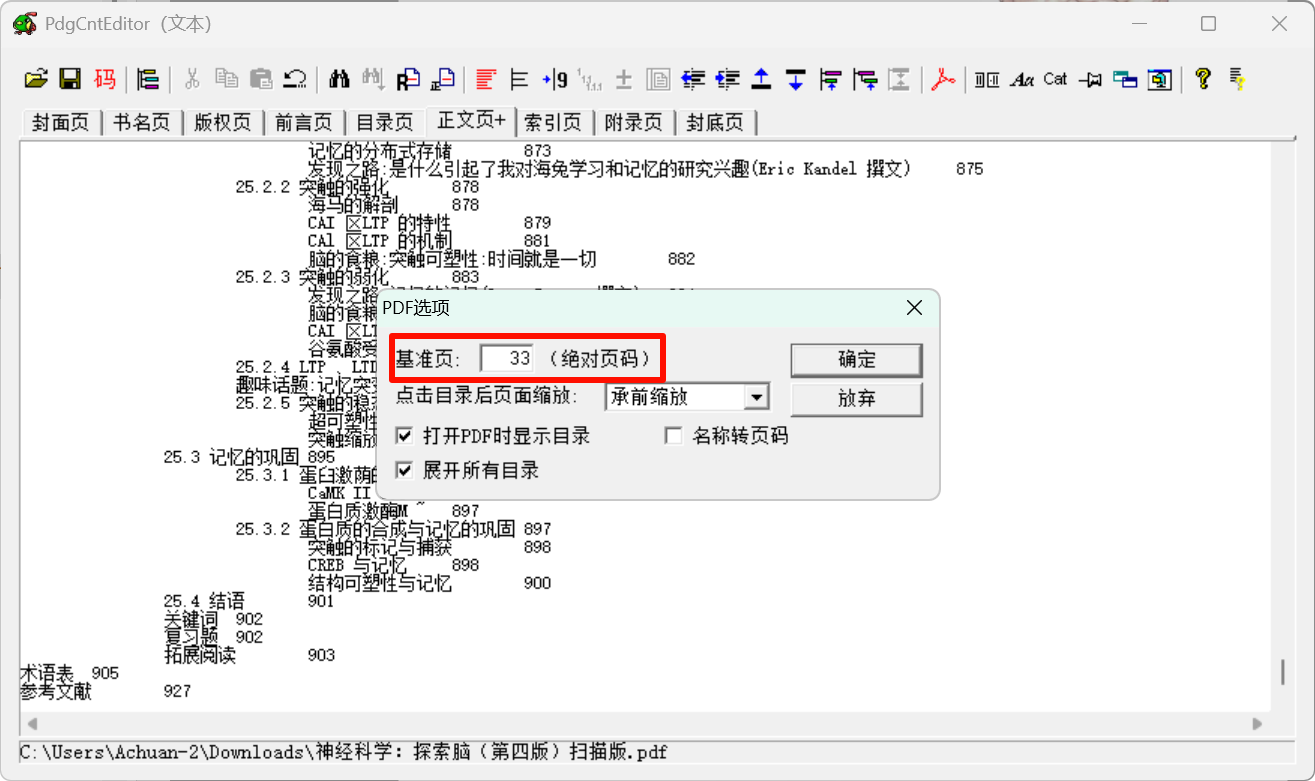 PdgCntEditor（文本）
码 R 9 Aa Cat ?
封面页 书名页 版权页 前言页 目录页 正文页+ 索引页 附录页 封底页
记忆的分布式存储 873
发现之路:是什么引起了我对海兔学习和记忆的研究兴趣(Eric Kandel 撰文) 875
25.2.2 突触的强化 878
海马的解剖 878
CAI 区LTP 的特性 879
CAl 区LTP 的机制 881
脑的食粮:突触可塑性:时间就是一切 882
25.2.3 突触的弱化 883
发现之路
脑的食粮
CAI 区L
谷氨酸受
25.2.4 LTP 、LTD
趣味话题:记忆突
25.2.5 突触的稳
超可塑性
突触缩放
25.3 记忆的巩固 895
25.3.1 蛋白激
CaMK II
蛋白质激酶M ~ 897
25.3.2 蛋白质的合成与记忆的巩固 897
突触的标记与捕获 898
CREB 与记忆 898
结构可塑性与记忆 900
25.4 结语 901
关键词 902
复习题 902
拓展阅读 903
术语表 905
参考文献 927
PDF选项
基准页: 33 （绝对页码） 确定
点击目录后页面缩放: 承前缩放 放弃
打开PDF时显示目录 名称转页码
展开所有目录
C:\Users\Achuan-2\Downloads\神经科学：探索脑（第四版）扫描版.pdf